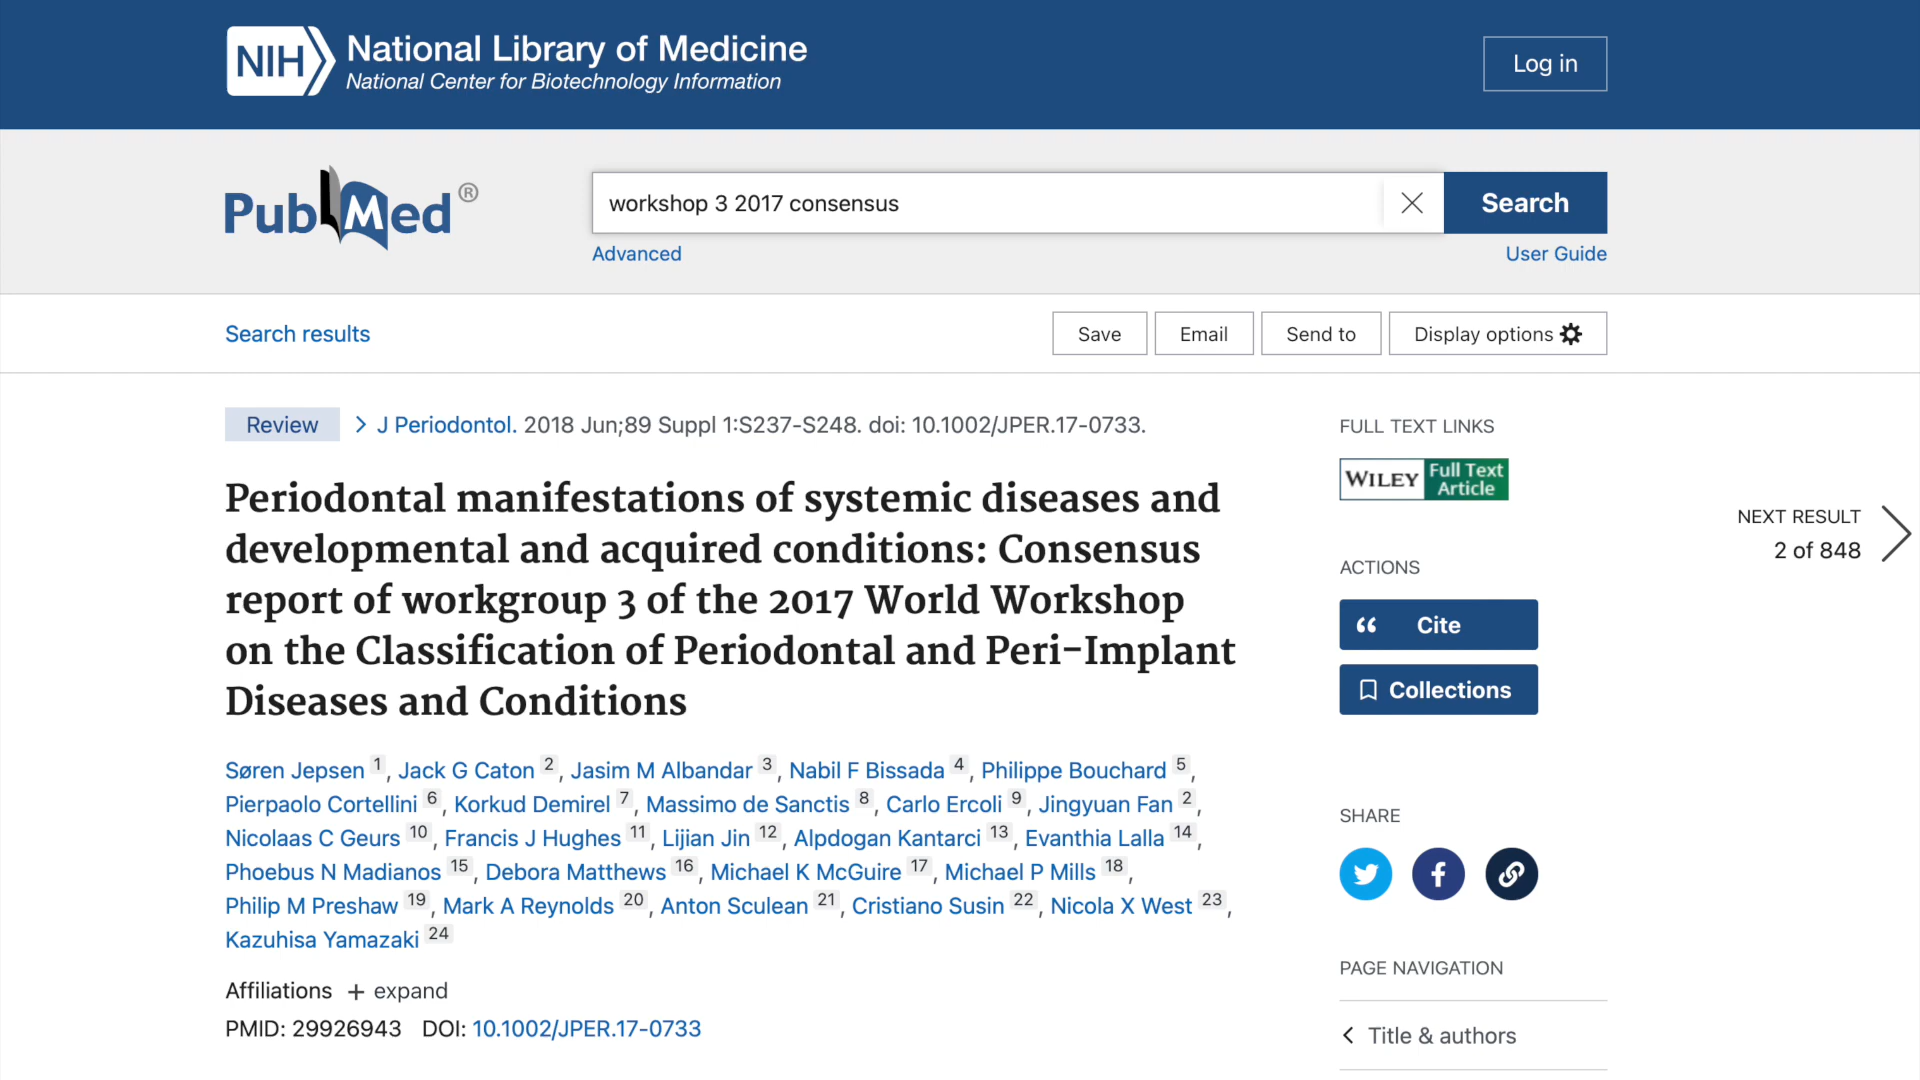 NIH National Library of Medicine
National Center for Biotechnology Information
Log in
PubMed®
workshop 3 2017 consensus
Search
Advanced
User Guide
Search results
Save
Email
Send to
Display options
Review
J Periodontol. 2018 Jun;89 Suppl 1:S237-S248. doi: 10.1002/JPER.17-0733.
Periodontal manifestations of systemic diseases and
developmental and acquired conditions: Consensus
report of workgroup 3 of the 2017 World Workshop
on the Classification of Periodontal and Peri-Implant
Diseases and Conditions
Søren Jepsen 1, Jack G Caton 2, Jasim M Albandar 3, Nabil F Bissada 4, Philippe Bouchard 5,
Pierpaolo Cortellini 6, Korkud Demirel 7, Massimo de Sanctis 8, Carlo Ercoli 9, Jingyuan Fan 2,
Nicolaas C Geurs 10, Francis J Hughes 11, Lijian Jin 12, Alpdogan Kantarci 13, Evanthia Lalla 14,
Phoebus N Madianos 15, Debora Matthews 16, Michael K McGuire 17, Michael P Mills 18,
Philip M Preshaw 19, Mark A Reynolds 20, Anton Sculean 21, Cristiano Susin 22, Nicola X West 23,
Kazuhisa Yamazaki 24
Affiliations + expand
PMID: 29926943 DOI: 10.1002/JPER.17-0733
FULL TEXT LINKS
WILEY Full Text
Article
NEXT RESULT
2 of 848
ACTIONS
Cite
Collections
SHARE
PAGE NAVIGATION
Title & authors